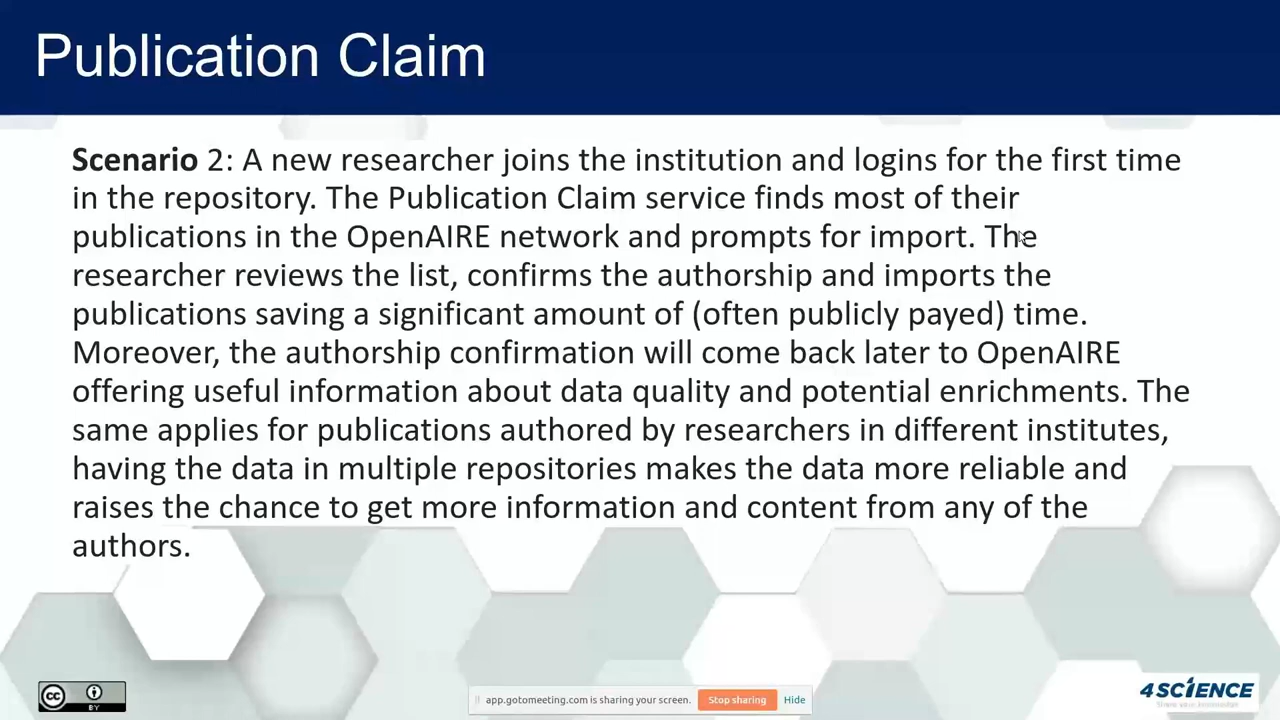 Publication Claim
Scenario 2: A new researcher joins the institution and logins for the first time
in the repository. The Publication Claim service finds most of their
publications in the OpenAIRE network and prompts for import. The
researcher reviews the list, confirms the authorship and imports the
publications saving a significant amount of (often publicly payed) time.
Moreover, the authorship confirmation will come back later to OpenAIRE
offering useful information about data quality and potential enrichments. The
same applies for publications authored by researchers in different institutes,
having the data in multiple repositories makes the data more reliable and
raises the chance to get more information and content from any of the
authors.
cc
BY
app.gotomeeting.com is sharing your screen. Stop sharing Hide
4SCIENCE